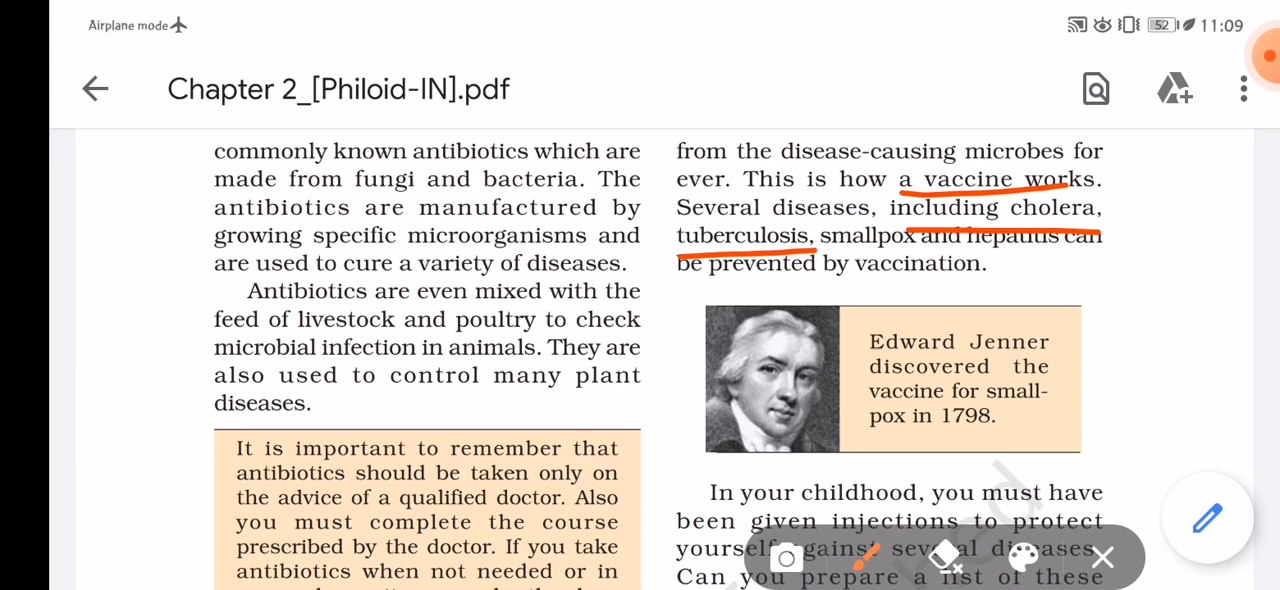 Airplane mode
52
11:09
Chapter 2_[Philoid-IN].pdf
commonly known antibiotics which are
made from fungi and bacteria. The
antibiotics are manufactured by
growing specific microorganisms and
are used to cure a variety of diseases.
Antibiotics are even mixed with the
feed of livestock and poultry to check
microbial infection in animals. They are
also used to control many plant
diseases.
It is important to remember that
antibiotics should be taken only on
the advice of a qualified doctor. Also
you must complete the course
prescribed by the doctor. If you take
antibiotics when not needed or in
from the disease-causing microbes for
ever. This is how a vaccine works.
Several diseases, including cholera,
tuberculosis, smallpox and hepatitis can
be prevented by vaccination.
Edward Jenner
discovered the
vaccine for small-
pox in 1798.
In your childhood, you must have
been given injections to protect
yourself against several diseases.
Can you prepare a list of these